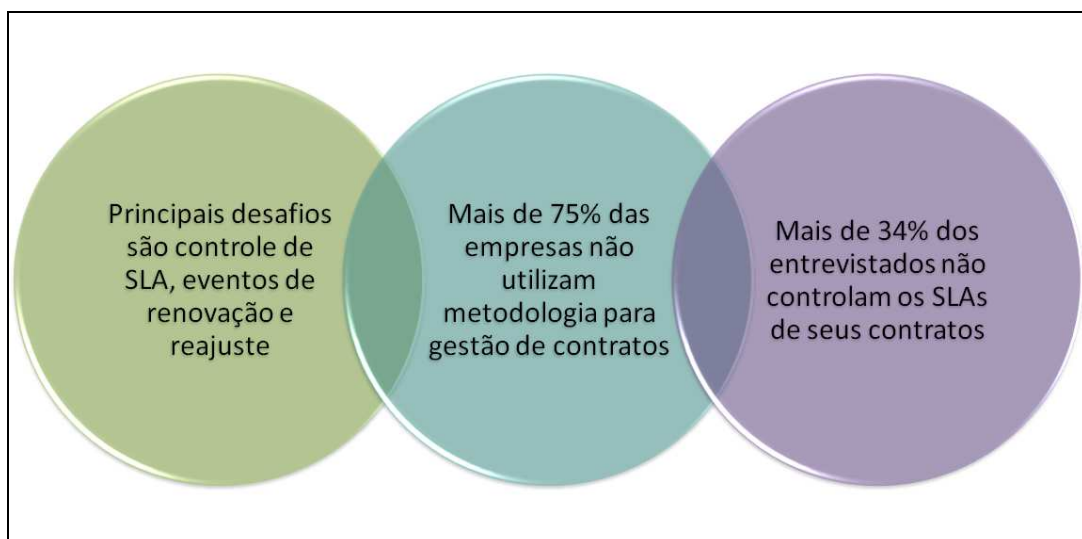 Principais desafios
são controle de
SLA, eventos de
renovação e
reajuste
Mais de 75% das
empresas não
utilizam
metodologia para
gestão de contratos
Mais de 34% dos
entrevistados não
controlam os SLAs
de seus contratos